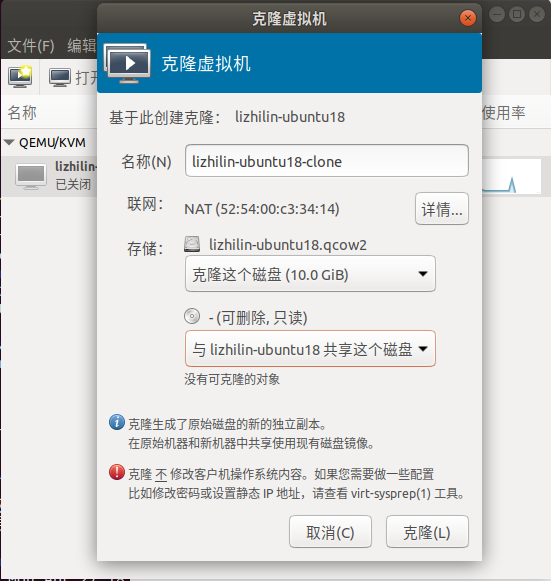 克隆虚拟机
文件(F) 编辑
打开
名称
使用率
QEMU/KVM
lizhilin-
已关闭
克隆虚拟机
基于此创建克隆： lizhilin-ubuntu18
名称(N) lizhilin-ubuntu18-clone
联网： NAT (52:54:00:c3:34:14) 详情...
存储： lizhilin-ubuntu18.qcow2
克隆这个磁盘 (10.0 GiB)
- (可删除, 只读)
与 lizhilin-ubuntu18 共享这个磁盘
没有可克隆的对象
克隆生成了原始磁盘的新的独立副本。
在原始机器和新机器中共享使用现有磁盘镜像。
克隆 不 修改客户机操作系统内容。如果您需要做一些配置
比如修改密码或设置静态 IP 地址，请查看 virt-sysprep(1) 工具。
取消(C) 克隆(L)